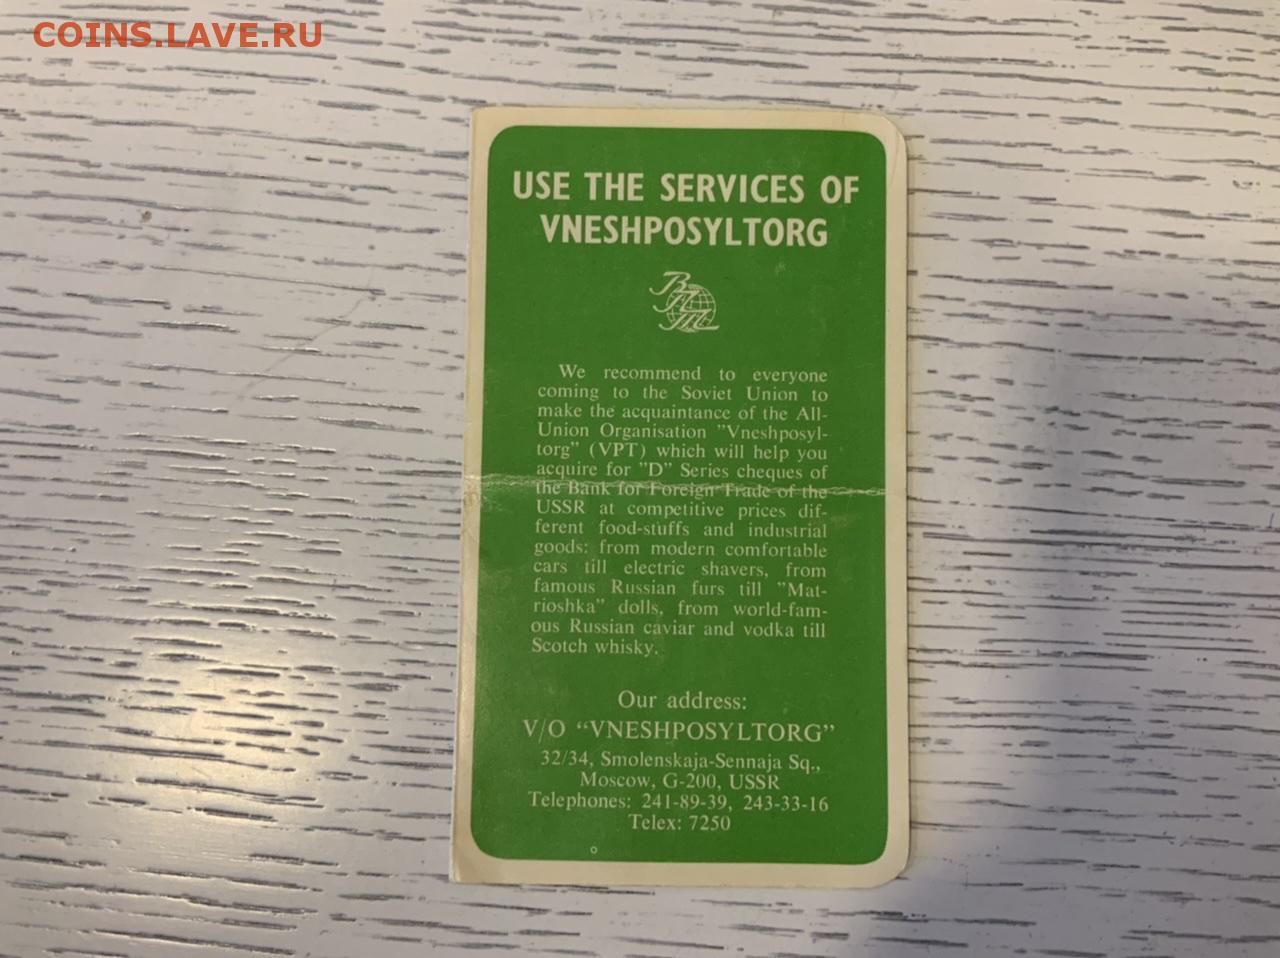 COINS.LAVE.RU
USE THE SERVICES OF
VNESHPOSYLTORG
ВПТ
We recommend to everyone
coming to the Soviet Union to
make the acquaintance of the All-
Union Organisation "Vneshposyl-
torg" (VPT) which will help you
acquire for "D" Series cheques of
the Bank for Foreign Trade of the
USSR at competitive prices dif-
ferent food-stuffs and industrial
goods: from modern comfortable
cars till electric shavers, from
famous Russian furs till "Mat-
rioshka" dolls, from world-fam-
ous Russian caviar and vodka till
Scotch whisky.
Our address:
V/O “VNESHPOSYLTORG”
32/34, Smolenskaja-Sennaja Sq.,
Moscow, G-200, USSR
Telephones: 241-89-39, 243-33-16
Telex: 7250